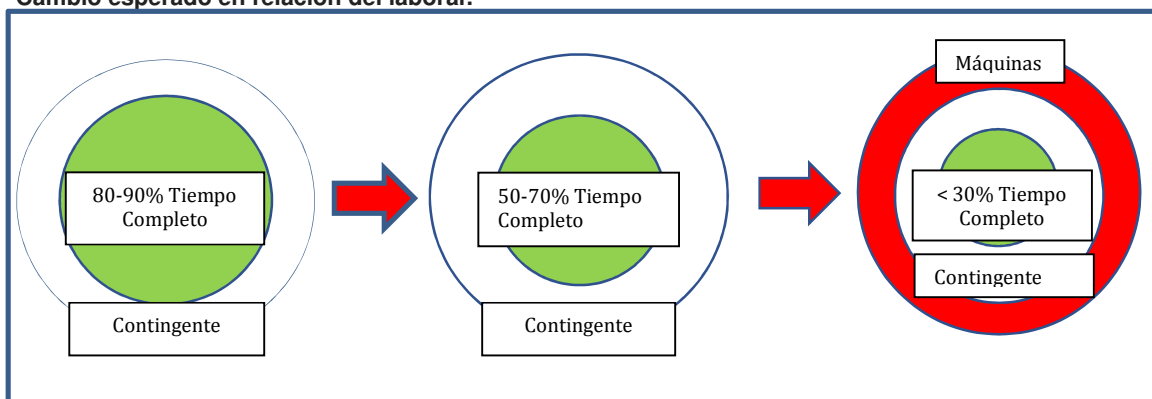 Cambio esperado en relación del laboral.
80-90% Tiempo
Completo
Contingente
50-70% Tiempo
Completo
Contingente
Máquinas
< 30% Tiempo
Completo
Contingente